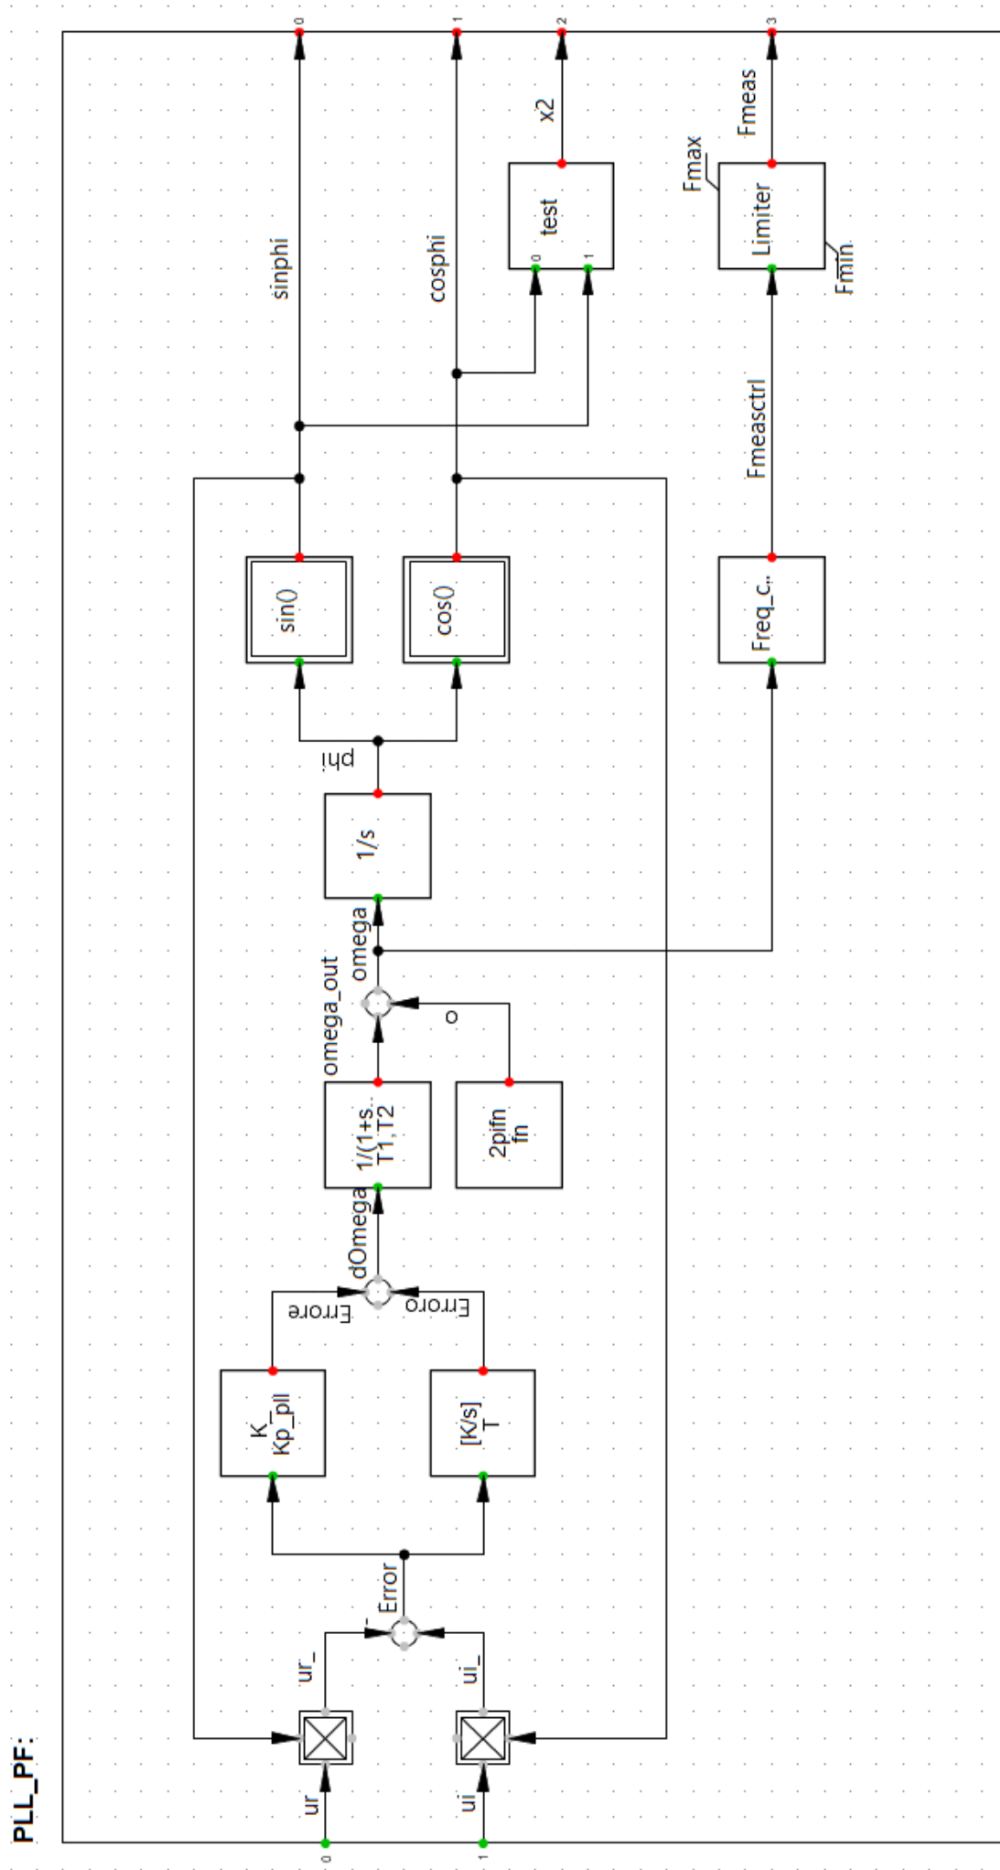 PLL_PF:
0
1
ur
ui
ur_
ui_
-
Error
K
Kp_pll
[K/s]
T
Errore
Erroro
dOmega
1/(1+s..
T1,T2
2pifn
fn
omega_out
o
omega
1/s
phi
sin()
cos()
Freq_c..
sinphi
cosphi
Fmeasctrl
0
1
test
Limiter
Fmax
Fmin
x2
Fmeas
0
1
2
3